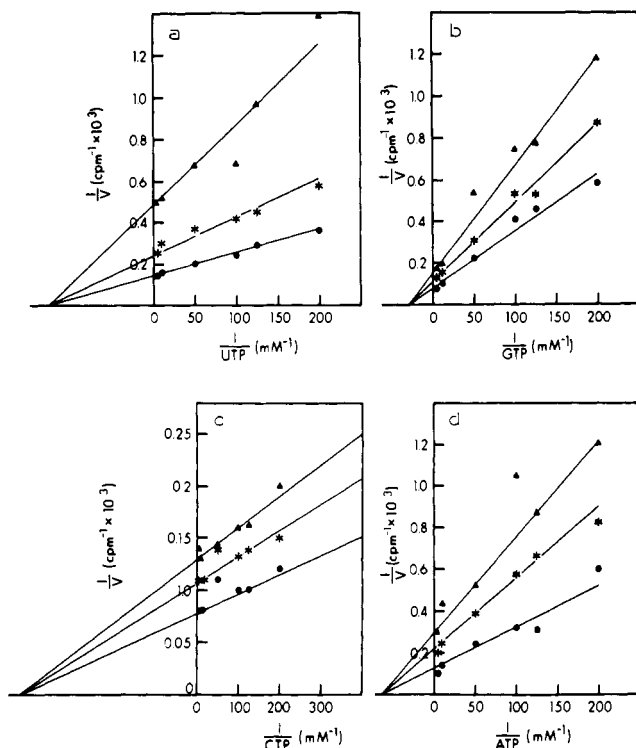 a
1.2
1.0
0.8
0.6
0.4
0.2
1/V (cpm⁻¹ ×10³)
0 50 100 150 200
1/UTP (mM⁻¹)
b
1.2
1.0
0.8
0.6
0.4
0.2
1/V (cpm⁻¹ ×10³)
0 50 100 150 200
1/GTP (mM⁻¹)
c
0.25
0.2
0.15
0.1
0.05
1/V (cpm⁻¹ × 10³)
0 100 200 300
1/CTP (mM⁻¹)
d
1.2
1.0
0.8
0.6
0.4
0.2
1/V (cpm⁻¹ × 10³)
0 50 100 150 200
1/ATP (mM⁻¹)